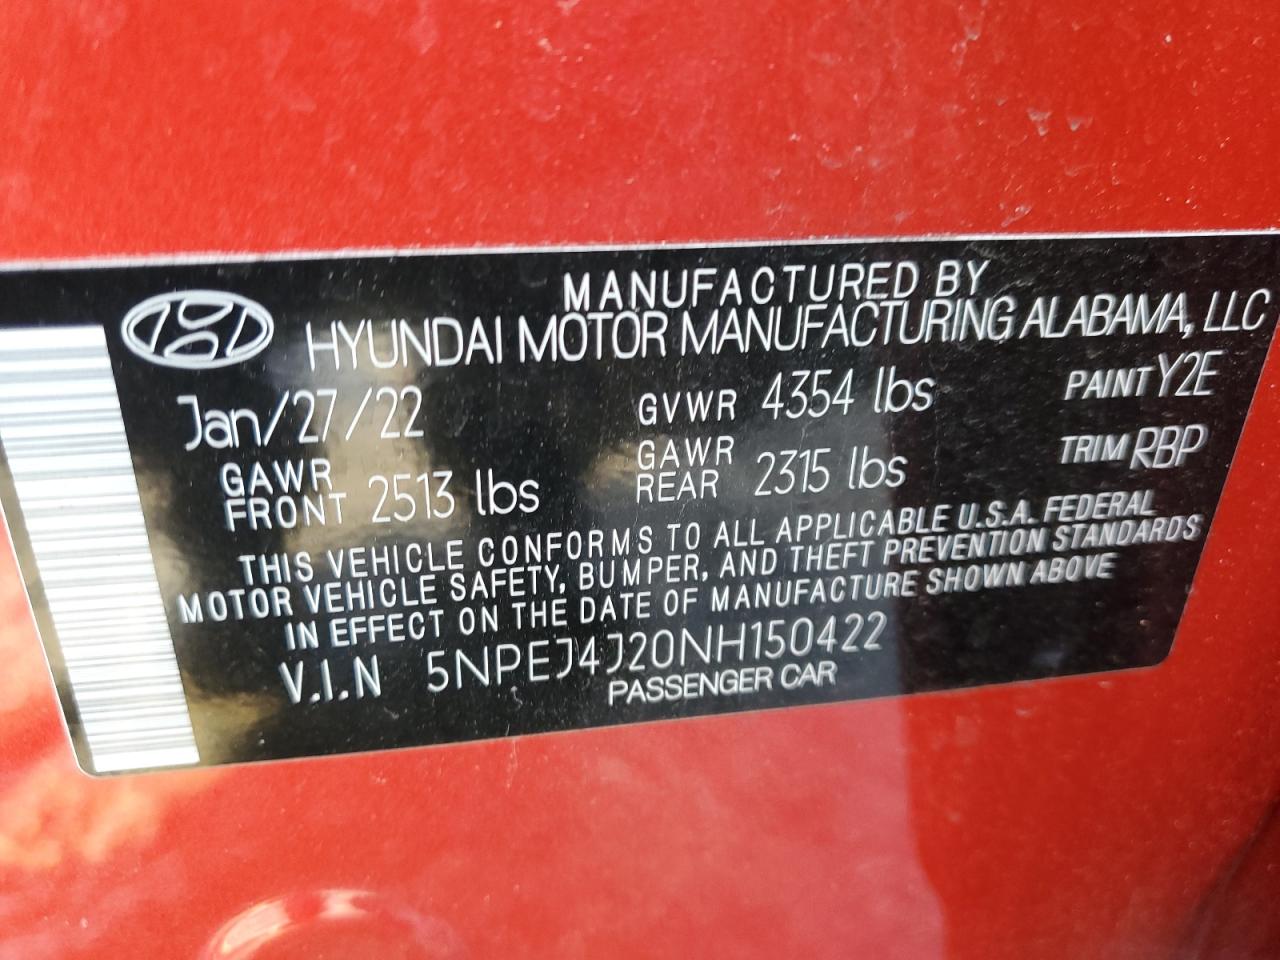 MANUFACTURED BY
HYUNDAI MOTOR MANUFACTURING ALABAMA, LLC
Jan/27/22 GVWR 4354 lbs PAINT Y2E
GAWR FRONT 2513 lbs GAWR REAR 2315 lbs TRIM RBP
THIS VEHICLE CONFORMS TO ALL APPLICABLE U.S.A. FEDERAL
MOTOR VEHICLE SAFETY, BUMPER, AND THEFT PREVENTION STANDARDS
IN EFFECT ON THE DATE OF MANUFACTURE SHOWN ABOVE
V.I.N 5NPEJ4J20NH150422
PASSENGER CAR